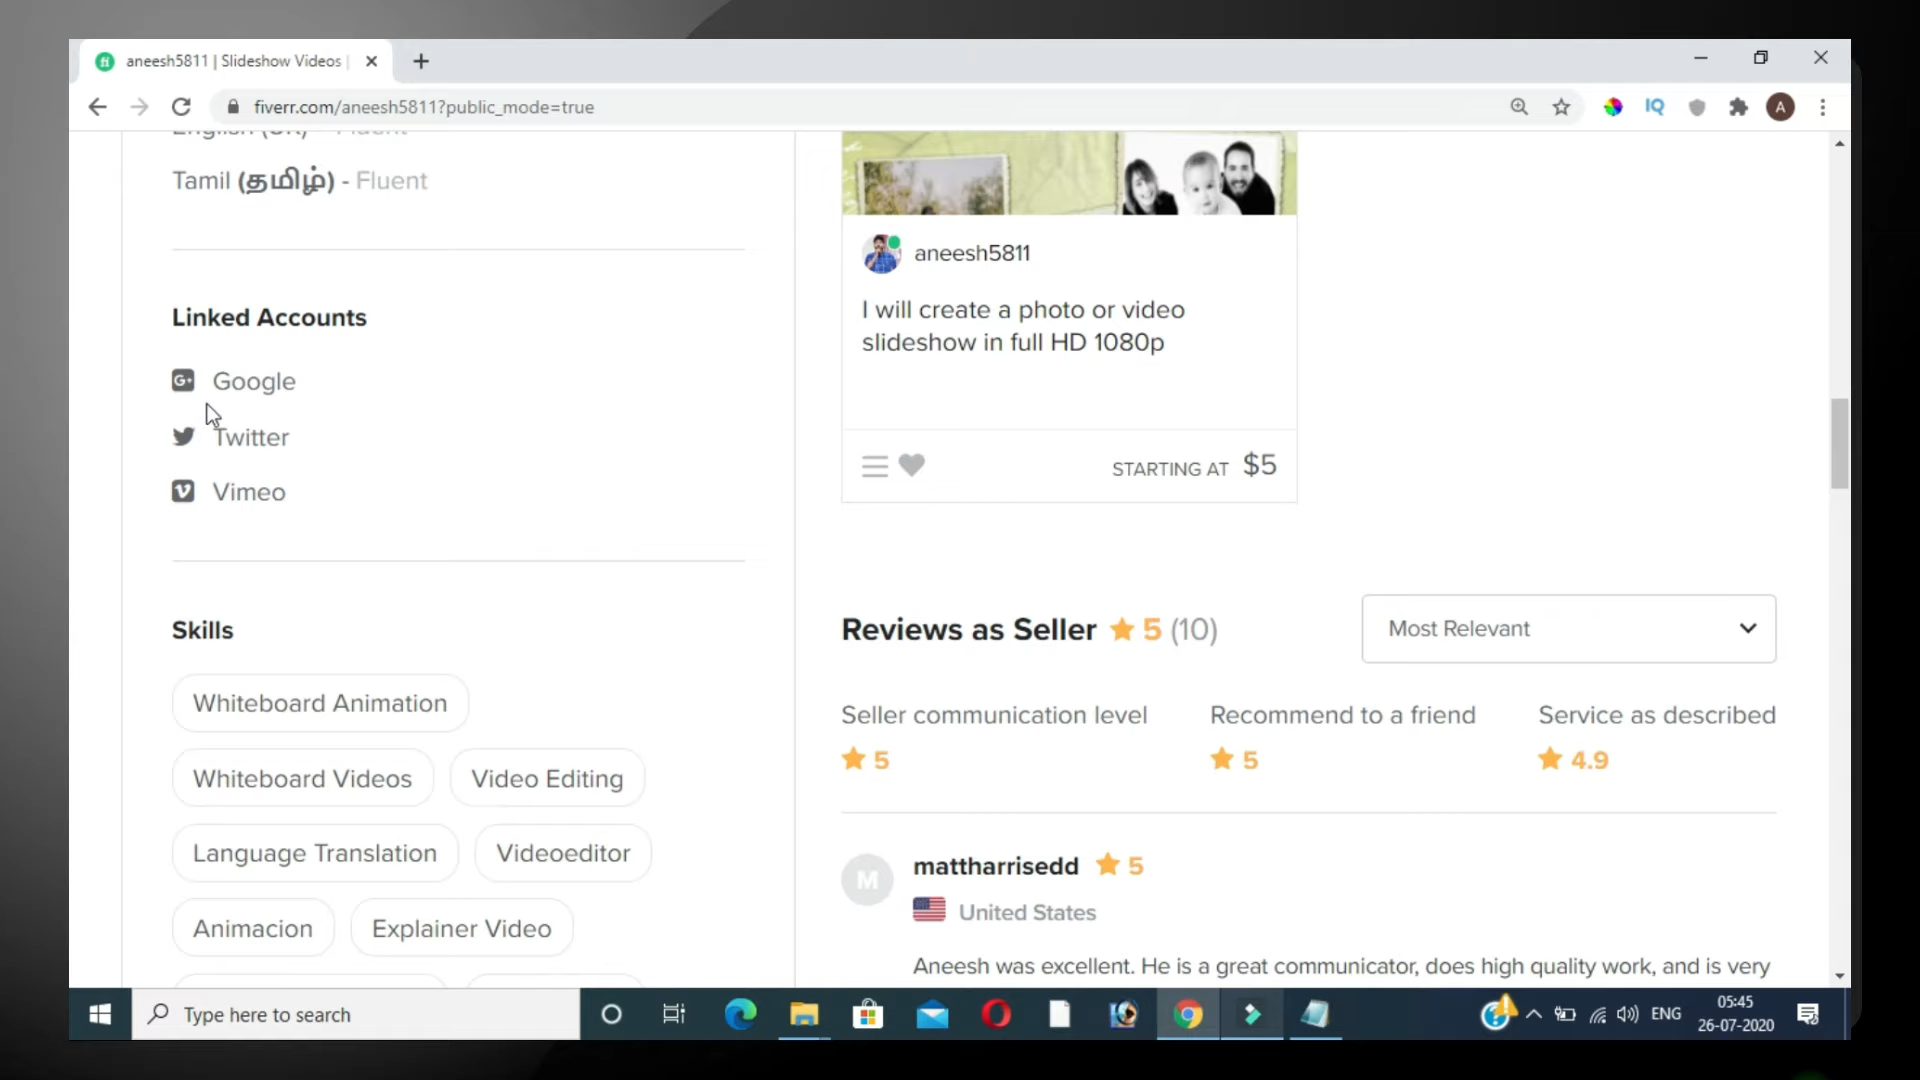 aneesh5811 | Slideshow Videos |
fiverr.com/aneesh5811?public_mode=true
IQ
A
English (UK) - Fluent
Tamil (தமிழ்) - Fluent
Linked Accounts
Google
Twitter
Vimeo
Skills
Whiteboard Animation
Whiteboard Videos
Video Editing
Language Translation
Videoeditor
Animacion
Explainer Video
aneesh5811
I will create a photo or video
slideshow in full HD 1080p
STARTING AT $5
Reviews as Seller 5 (10)
Most Relevant
Seller communication level
5
Recommend to a friend
5
Service as described
4.9
M
mattharrisedd 5
United States
Aneesh was excellent. He is a great communicator, does high quality work, and is very
Type here to search
ENG
05:45
26-07-2020